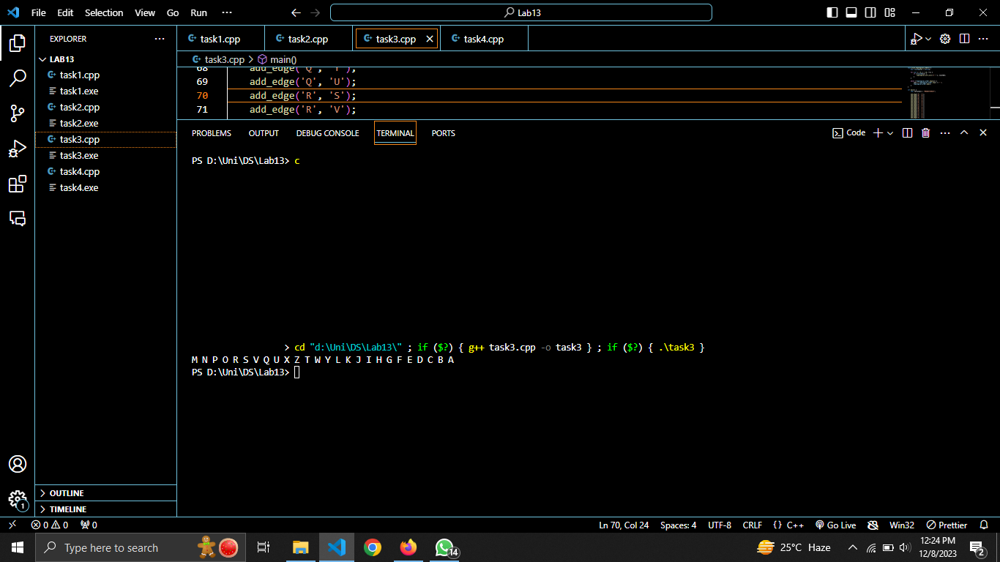 File Edit Selection View Go Run ··· Lab13
EXPLORER ···
LAB13
task1.cpp
task1.exe
task2.cpp
task2.exe
task3.cpp
task3.exe
task4.cpp
task4.exe
OUTLINE
TIMELINE
task1.cpp task2.cpp task3.cpp task4.cpp
task3.cpp > main()
68 add_edge('Q', 'T');
69 add_edge('Q', 'U');
70 add_edge('R', 'S');
71 add_edge('R', 'V');
PROBLEMS OUTPUT DEBUG CONSOLE TERMINAL PORTS Code
PS D:\Uni\DS\Lab13> c
> cd "d:\Uni\DS\Lab13\" ; if ($?) { g++ task3.cpp -o task3 } ; if ($?) { .\task3 }
M N P O R S V Q U X Z T W Y L K J I H G F E D C B A
PS D:\Uni\DS\Lab13>
1
0 0 0 Ln 70, Col 24 Spaces: 4 UTF-8 CRLF {} C++ Go Live Win32 Prettier
Type here to search 14 25°C Haze 12:24 PM
12/8/2023 2